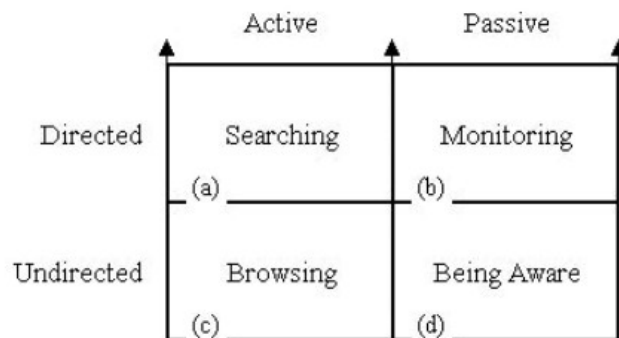 Active Passive
Directed Searching Monitoring
(a) (b)
Undirected Browsing Being Aware
(c) (d)